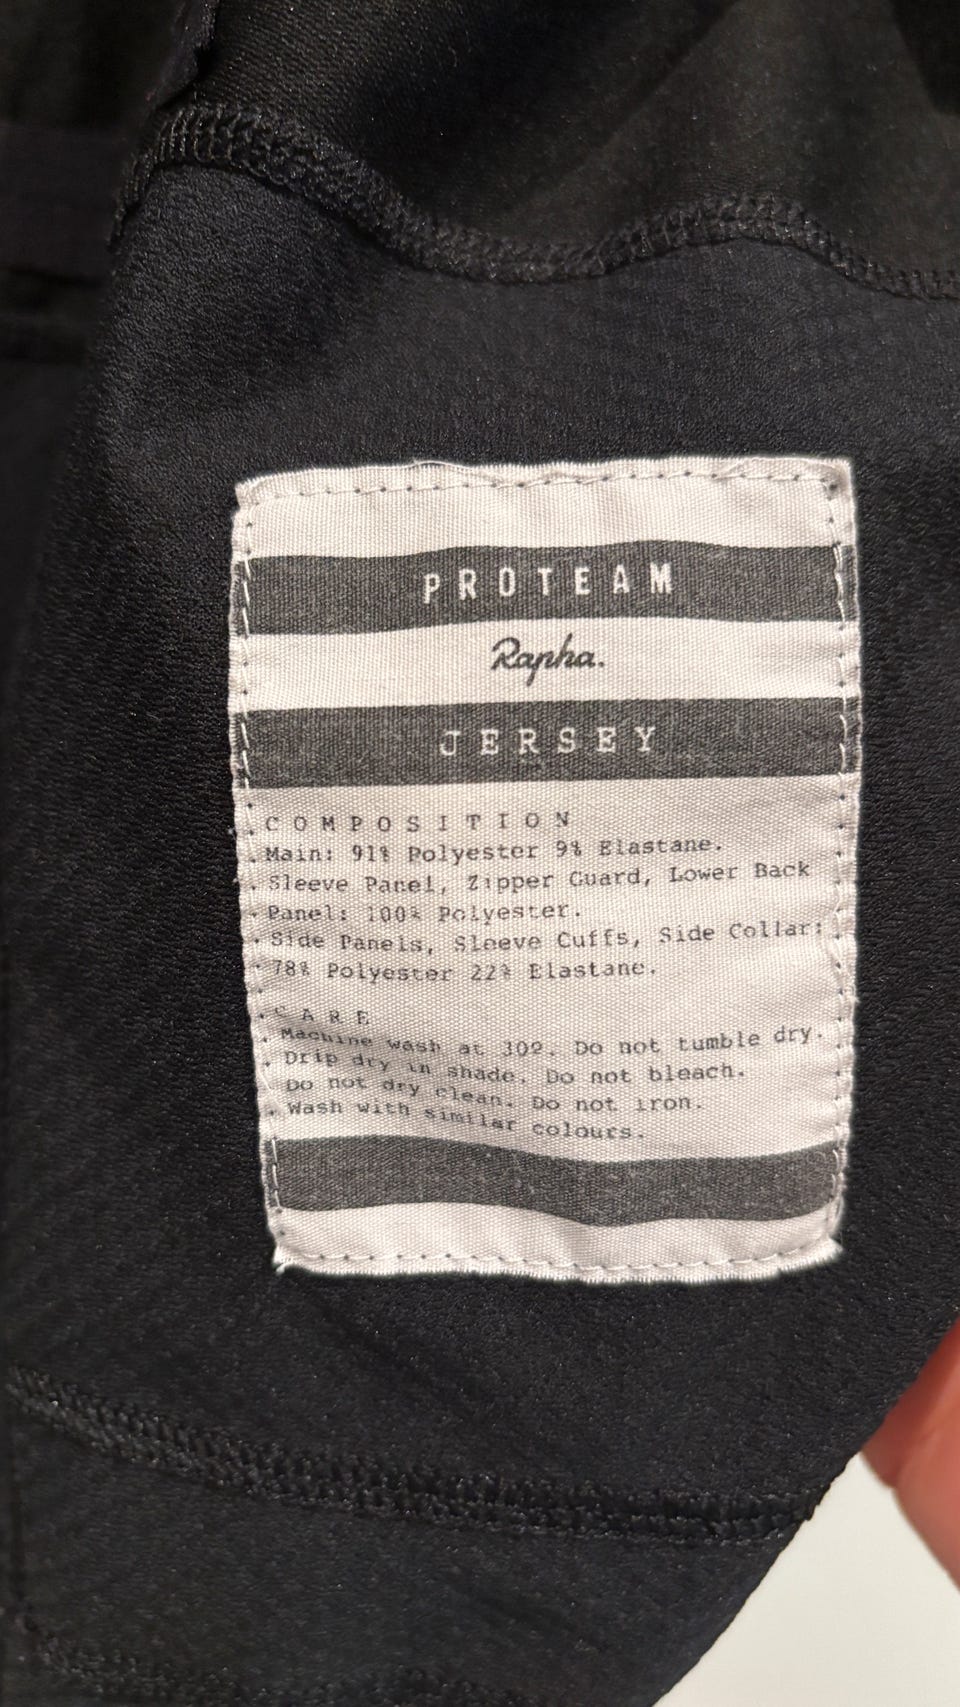 PROTEAM
Rapha.
JERSEY
COMPOSITION
Main: 91% Polyester 9% Elastane.
Sleeve Panel, Zipper Guard, Lower Back
Panel: 100% Polyester.
Side Panels, Sleeve Cuffs, Side Collar:
78% Polyester 22% Elastane.
CARE
Machine wash at 30º. Do not tumble dry.
Drip dry in shade. Do not bleach.
Do not dry clean. Do not iron.
Wash with similar colours.